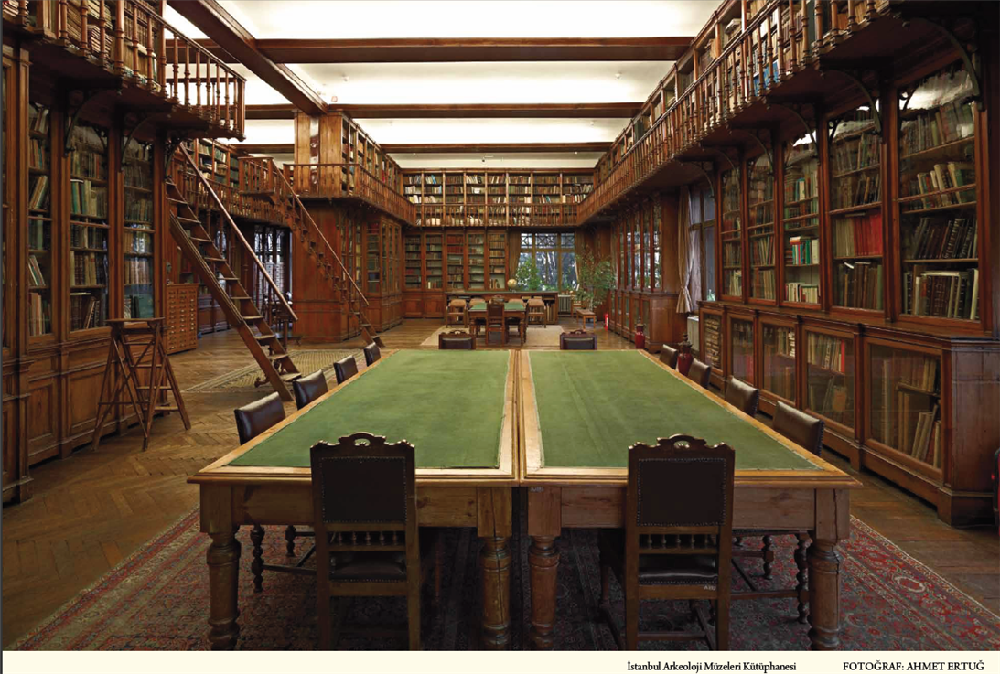 İstanbul Arkeoloji Müzeleri Kütüphanesi FOTOĞRAF: AHMET ERTUĞ